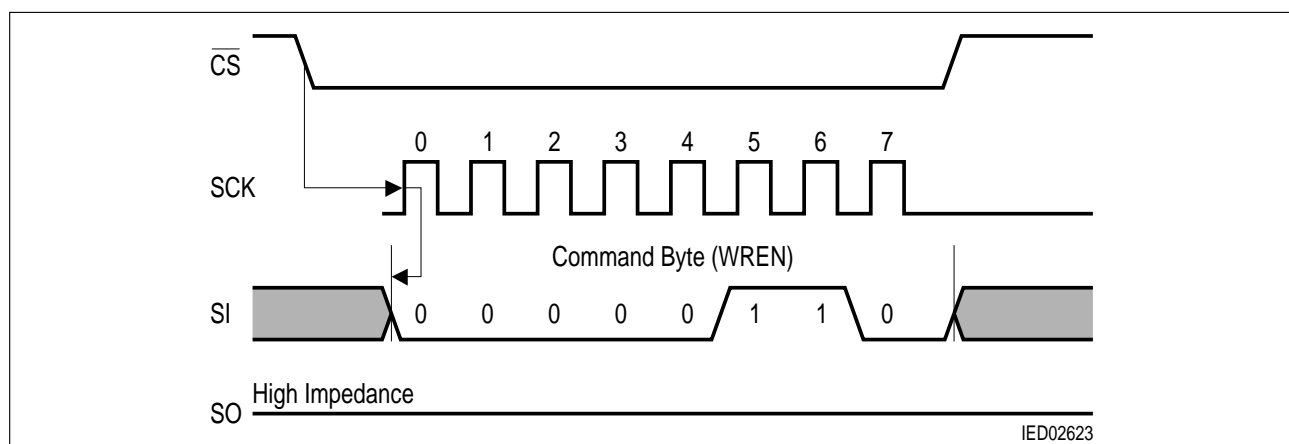 CS
0 1 2 3 4 5 6 7
SCK
Command Byte (WREN)
SI 0 0 0 0 0 1 1 0
High Impedance
SO
IED02623